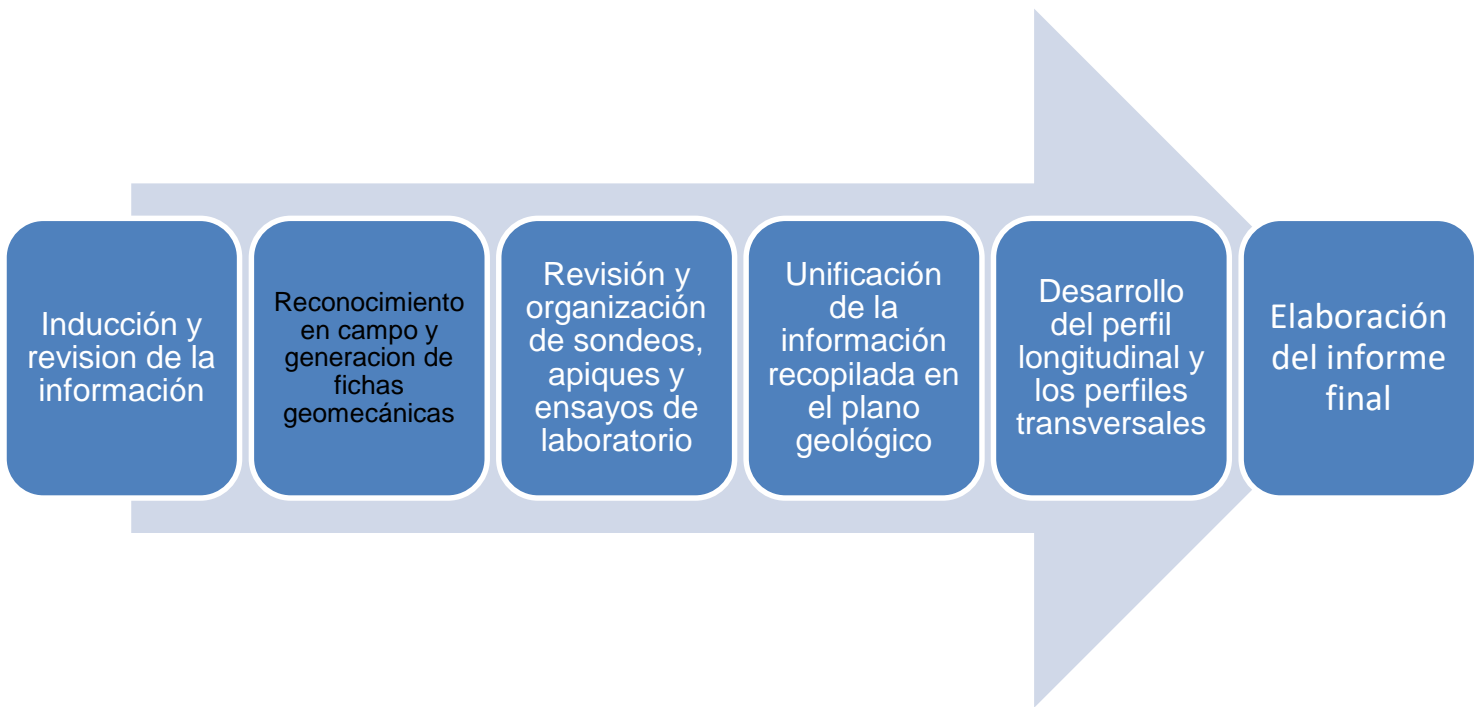 Inducción y
revision de la
información
Reconocimiento
en campo y
generacion de
fichas
geomecánicas
Revisión y
organización
de sondeos,
apiques y
ensayos de
laboratorio
Unificación
de la
información
recopilada en
el plano
geológico
Desarrollo
del perfil
longitudinal y
los perfiles
transversales
Elaboración
del informe
final